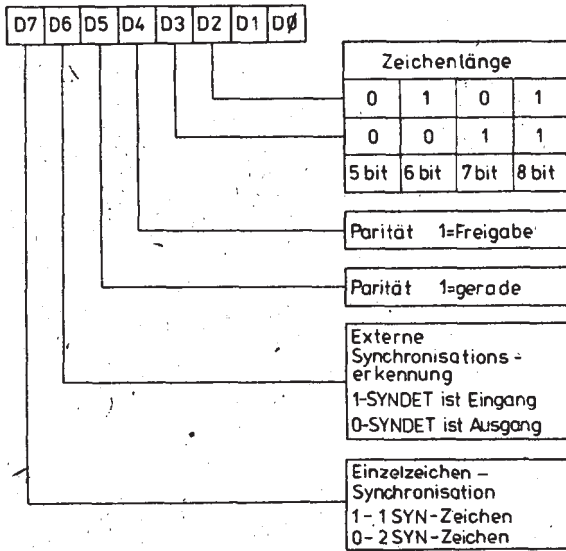 D7 D6 D5 D4 D3 D2 D1 DØ
Zeichenlänge
0 1 0 1
0 0 1 1
5 bit 6 bit 7 bit 8 bit
Parität 1=Freigabe
Parität 1=gerade
Externe
Synchronisations-
erkennung
1-SYNDET ist Eingang
0-SYNDET ist Ausgang
Einzelzeichen-
Synchronisation
1-1 SYN-Zeichen
0-2 SYN-Zeichen